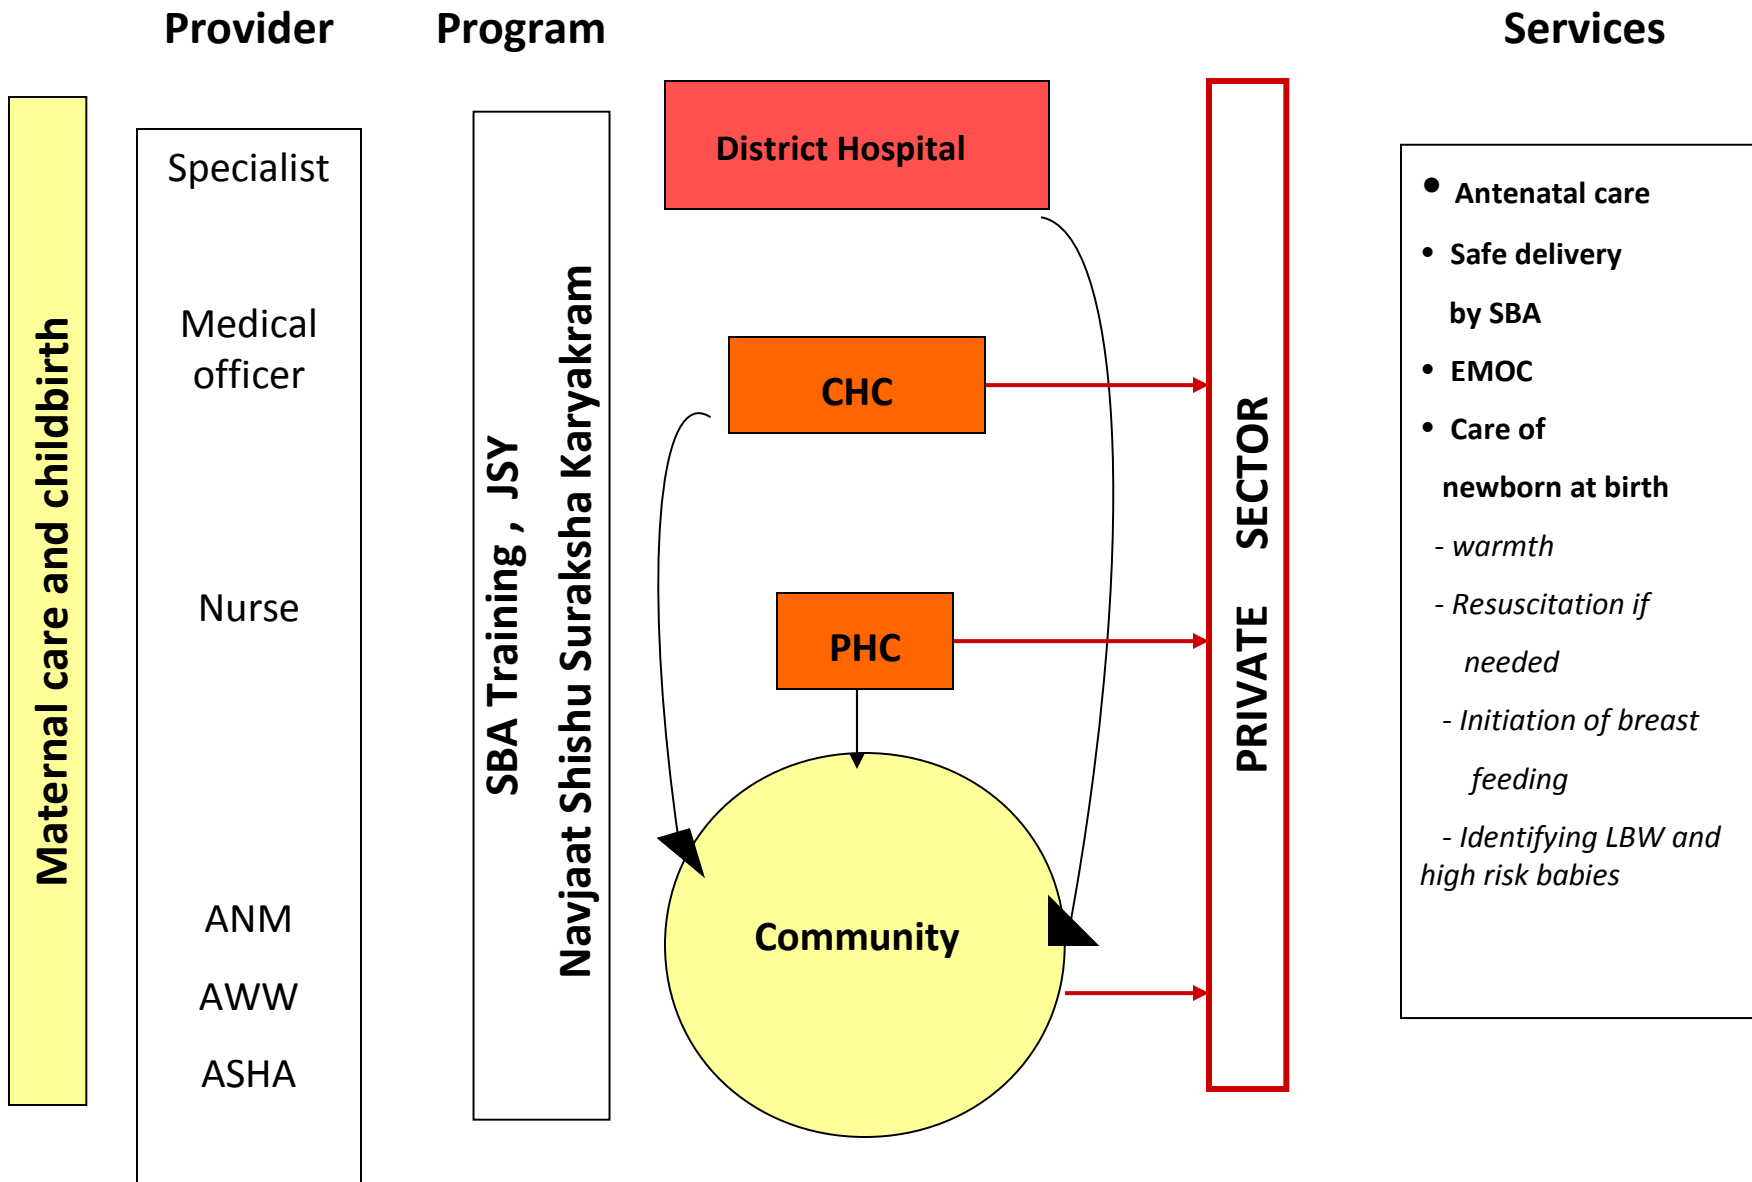 Provider
Program
Services
Maternal care and childbirth
Specialist
Medical
officer
Nurse
ANM
AWW
ASHA
SBA Training , JSY
Navjaat Shishu Suraksha Karyakram
District Hospital
CHC
PHC
Community
PRIVATE SECTOR
• Antenatal care
• Safe delivery
by SBA
• EMOC
• Care of
newborn at birth
- warmth
- Resuscitation if
needed
- Initiation of breast
feeding
- Identifying LBW and
high risk babies